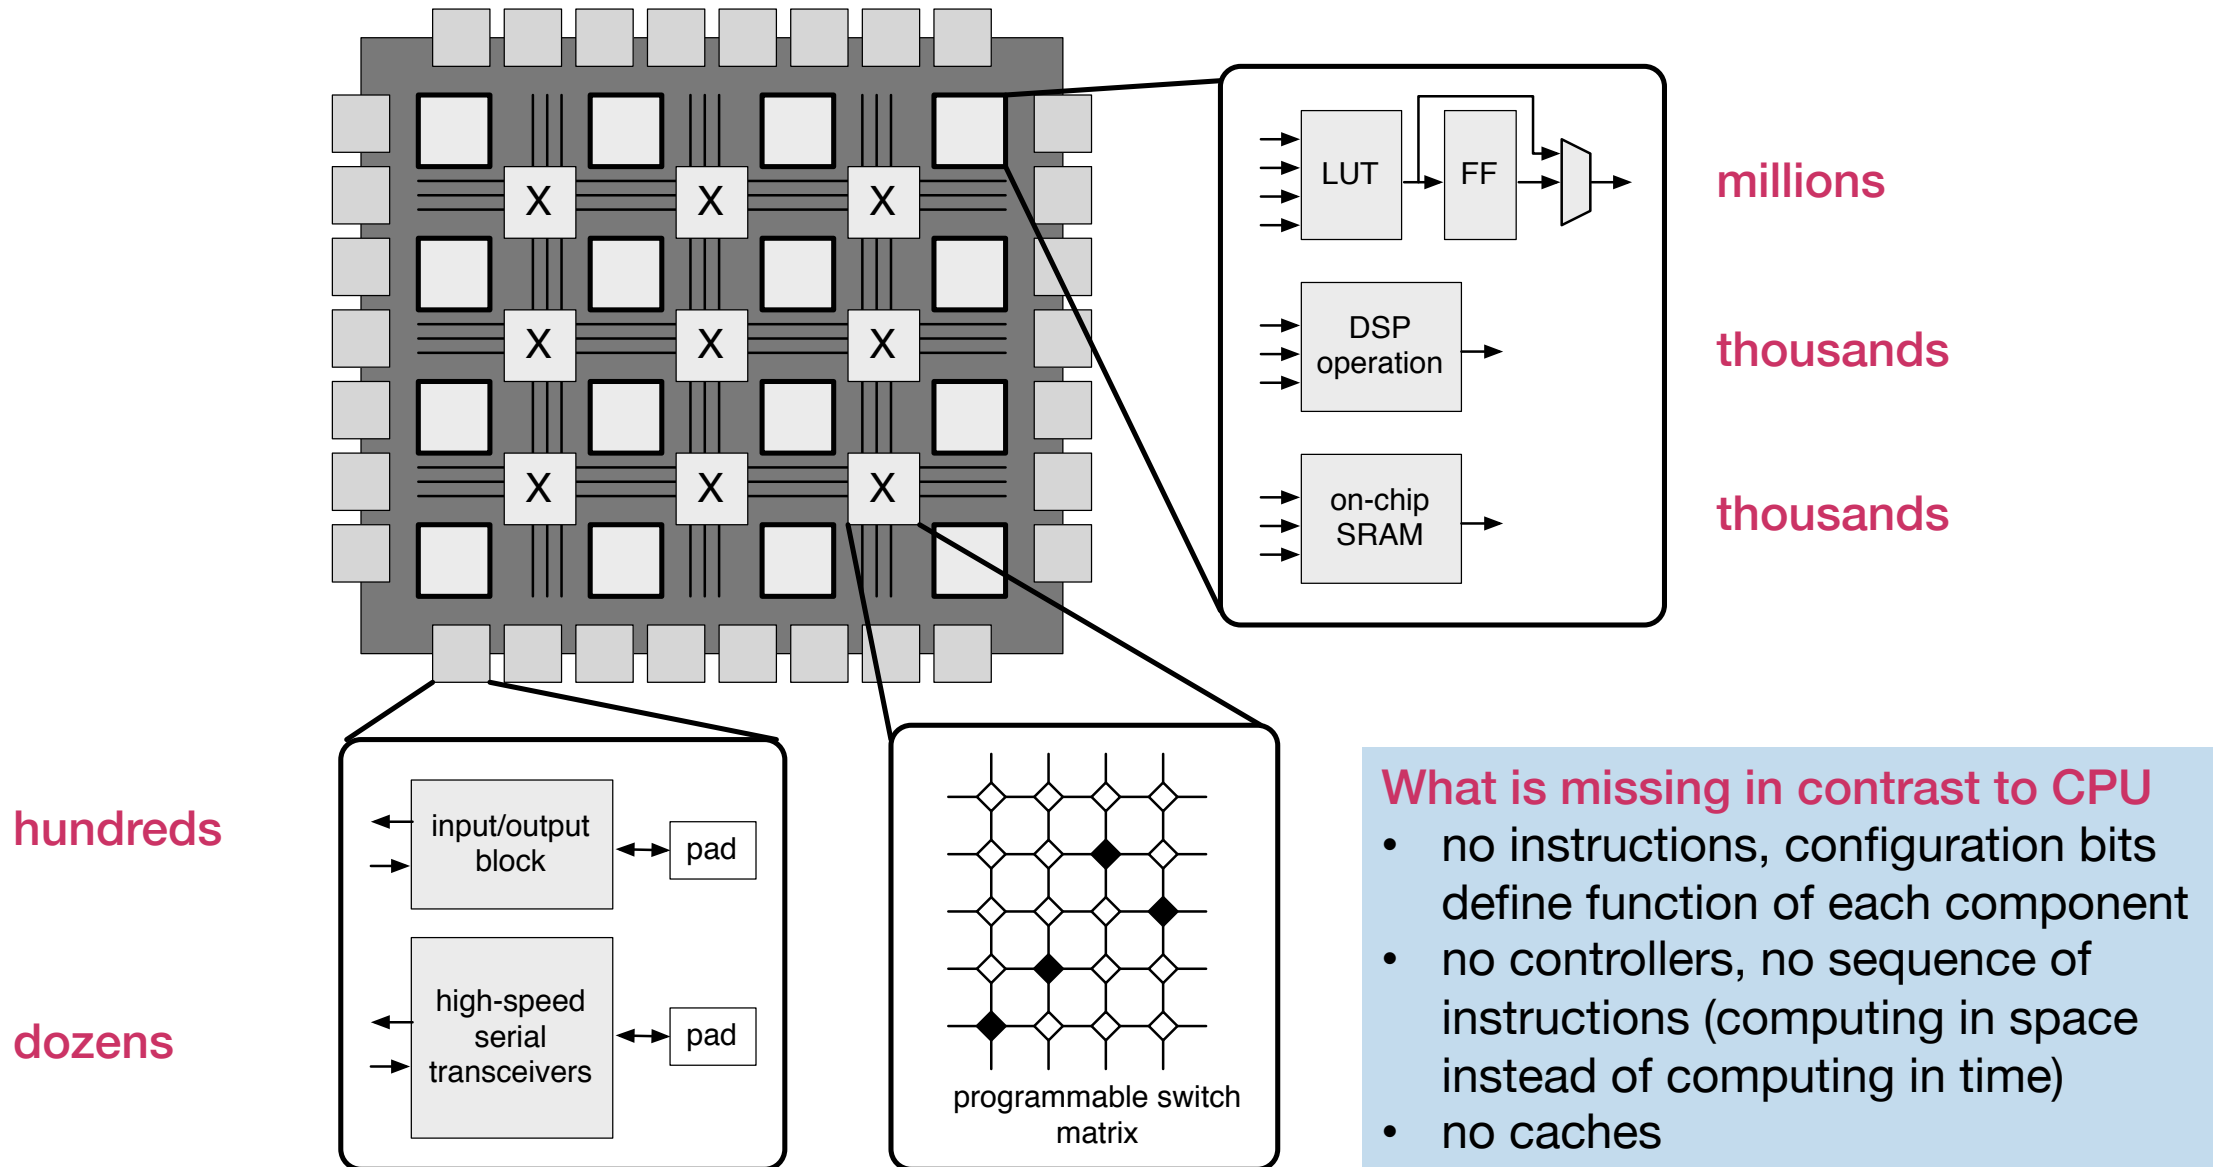 X X X
X X X
X X X
LUT
FF
millions
DSP
operation
thousands
on-chip
SRAM
thousands
hundreds
input/output
block
pad
dozens
high-speed
serial
transceivers
pad
programmable switch
matrix
What is missing in contrast to CPU
• no instructions, configuration bits
define function of each component
• no controllers, no sequence of
instructions (computing in space
instead of computing in time)
• no caches